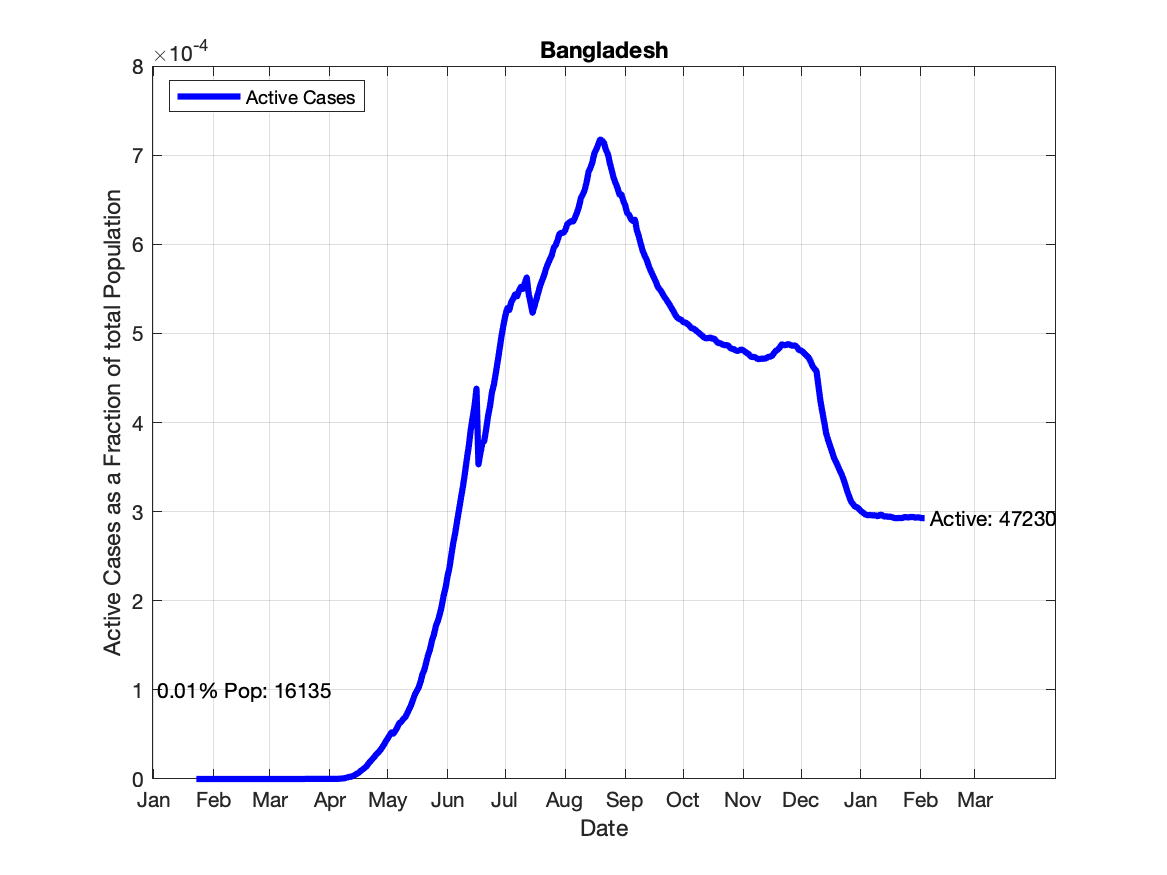 Bangladesh
×10-4
8
7
6
5
4
3
2
1
0
Active Cases as a Fraction of total Population
Active Cases
Active: 47230
0.01% Pop: 16135
Jan Feb Mar Apr May Jun Jul Aug Sep Oct Nov Dec Jan Feb Mar
Date